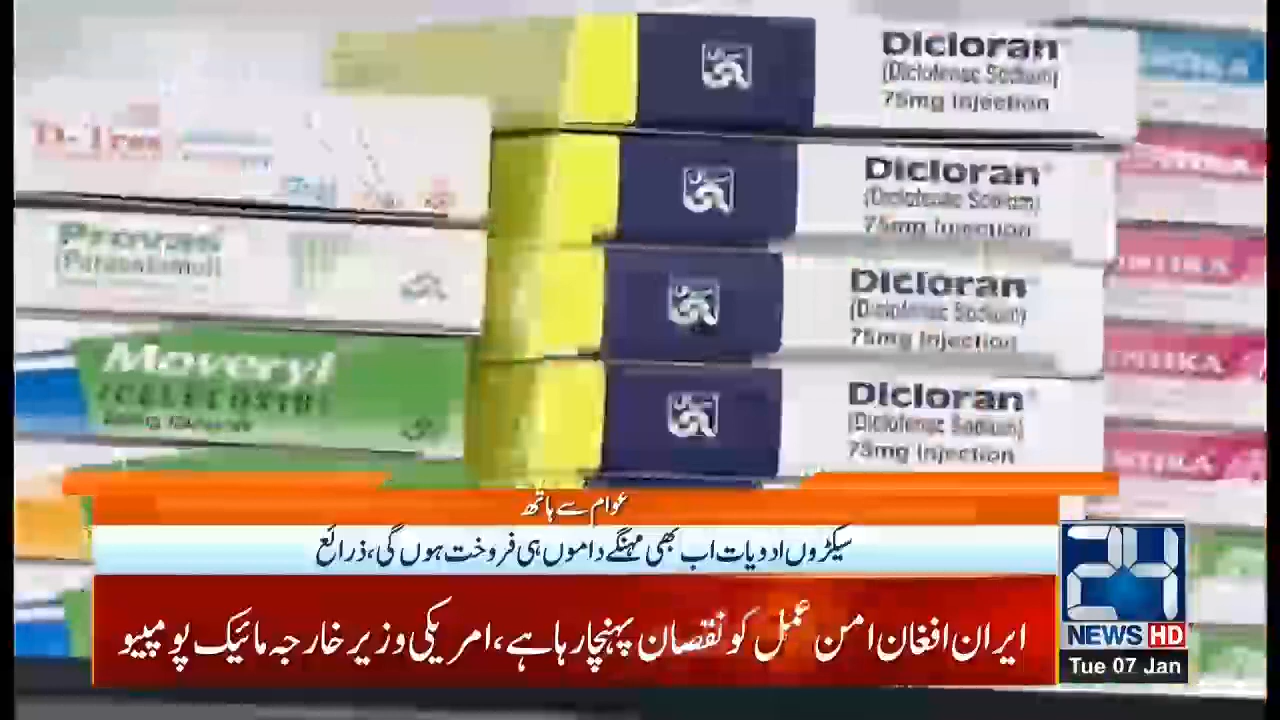 Dicloran
(Diclofenac Sodium)
75mg Injection
Dicloran
(Diclofenac Sodium)
75mg Injection
Dicloran
(Diclofenac Sodium)
75mg Injection
Dicloran
(Diclofenac Sodium)
75mg Injection
D-Tres
Provas
(Paracetamol)
Moveryl
(CELECOXIB)
عوام سے ہاتھ
سیکڑوں ادویات اب بھی مہنگے داموں ہی فروخت ہوں گی، ذرائع
ایران افغان امن عمل کو نقصان پہنچا رہا ہے، امریکی وزیر خارجہ مائیک پومپیو
24
NEWS HD
Tue 07 Jan